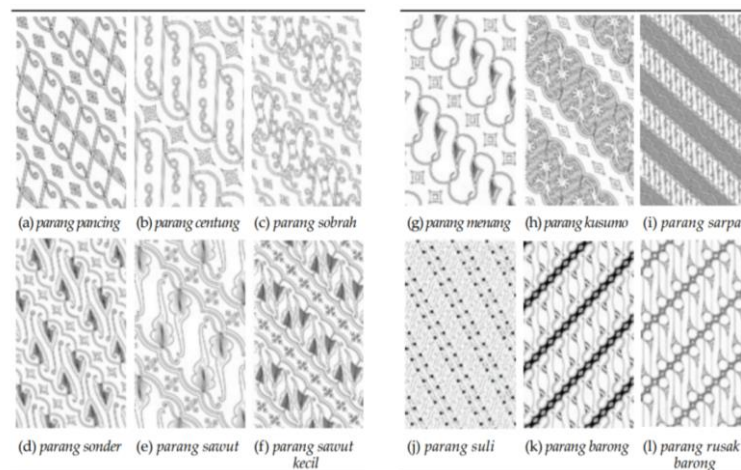 (a) parang pancing (b) parang centung (c) parang sobrah
(g) parang menang (h) parang kusumo (i) parang sarpa
(d) parang sonder (e) parang sawut (f) parang sawut
kecil
(j) parang suli (k) parang barong (l) parang rusak
barong